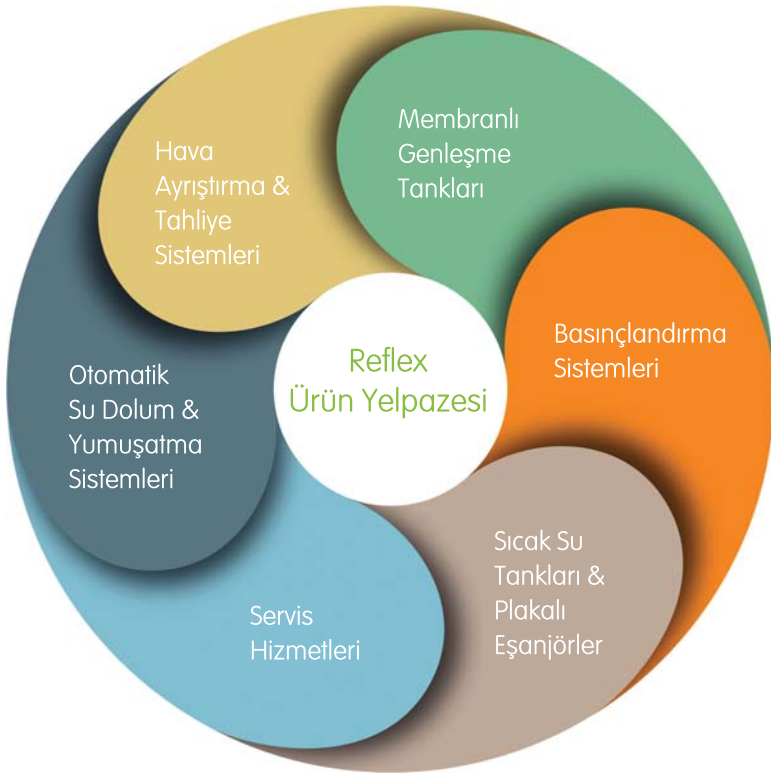 Reflex
Ürün Yelpazesi
Membranlı
Genleşme
Tankları
Basınçlandırma
Sistemleri
Sıcak Su
Tankları &
Plakalı
Eşanjörler
Servis
Hizmetleri
Otomatik
Su Dolum &
Yumuşatma
Sistemleri
Hava
Ayrıştırma &
Tahliye
Sistemleri